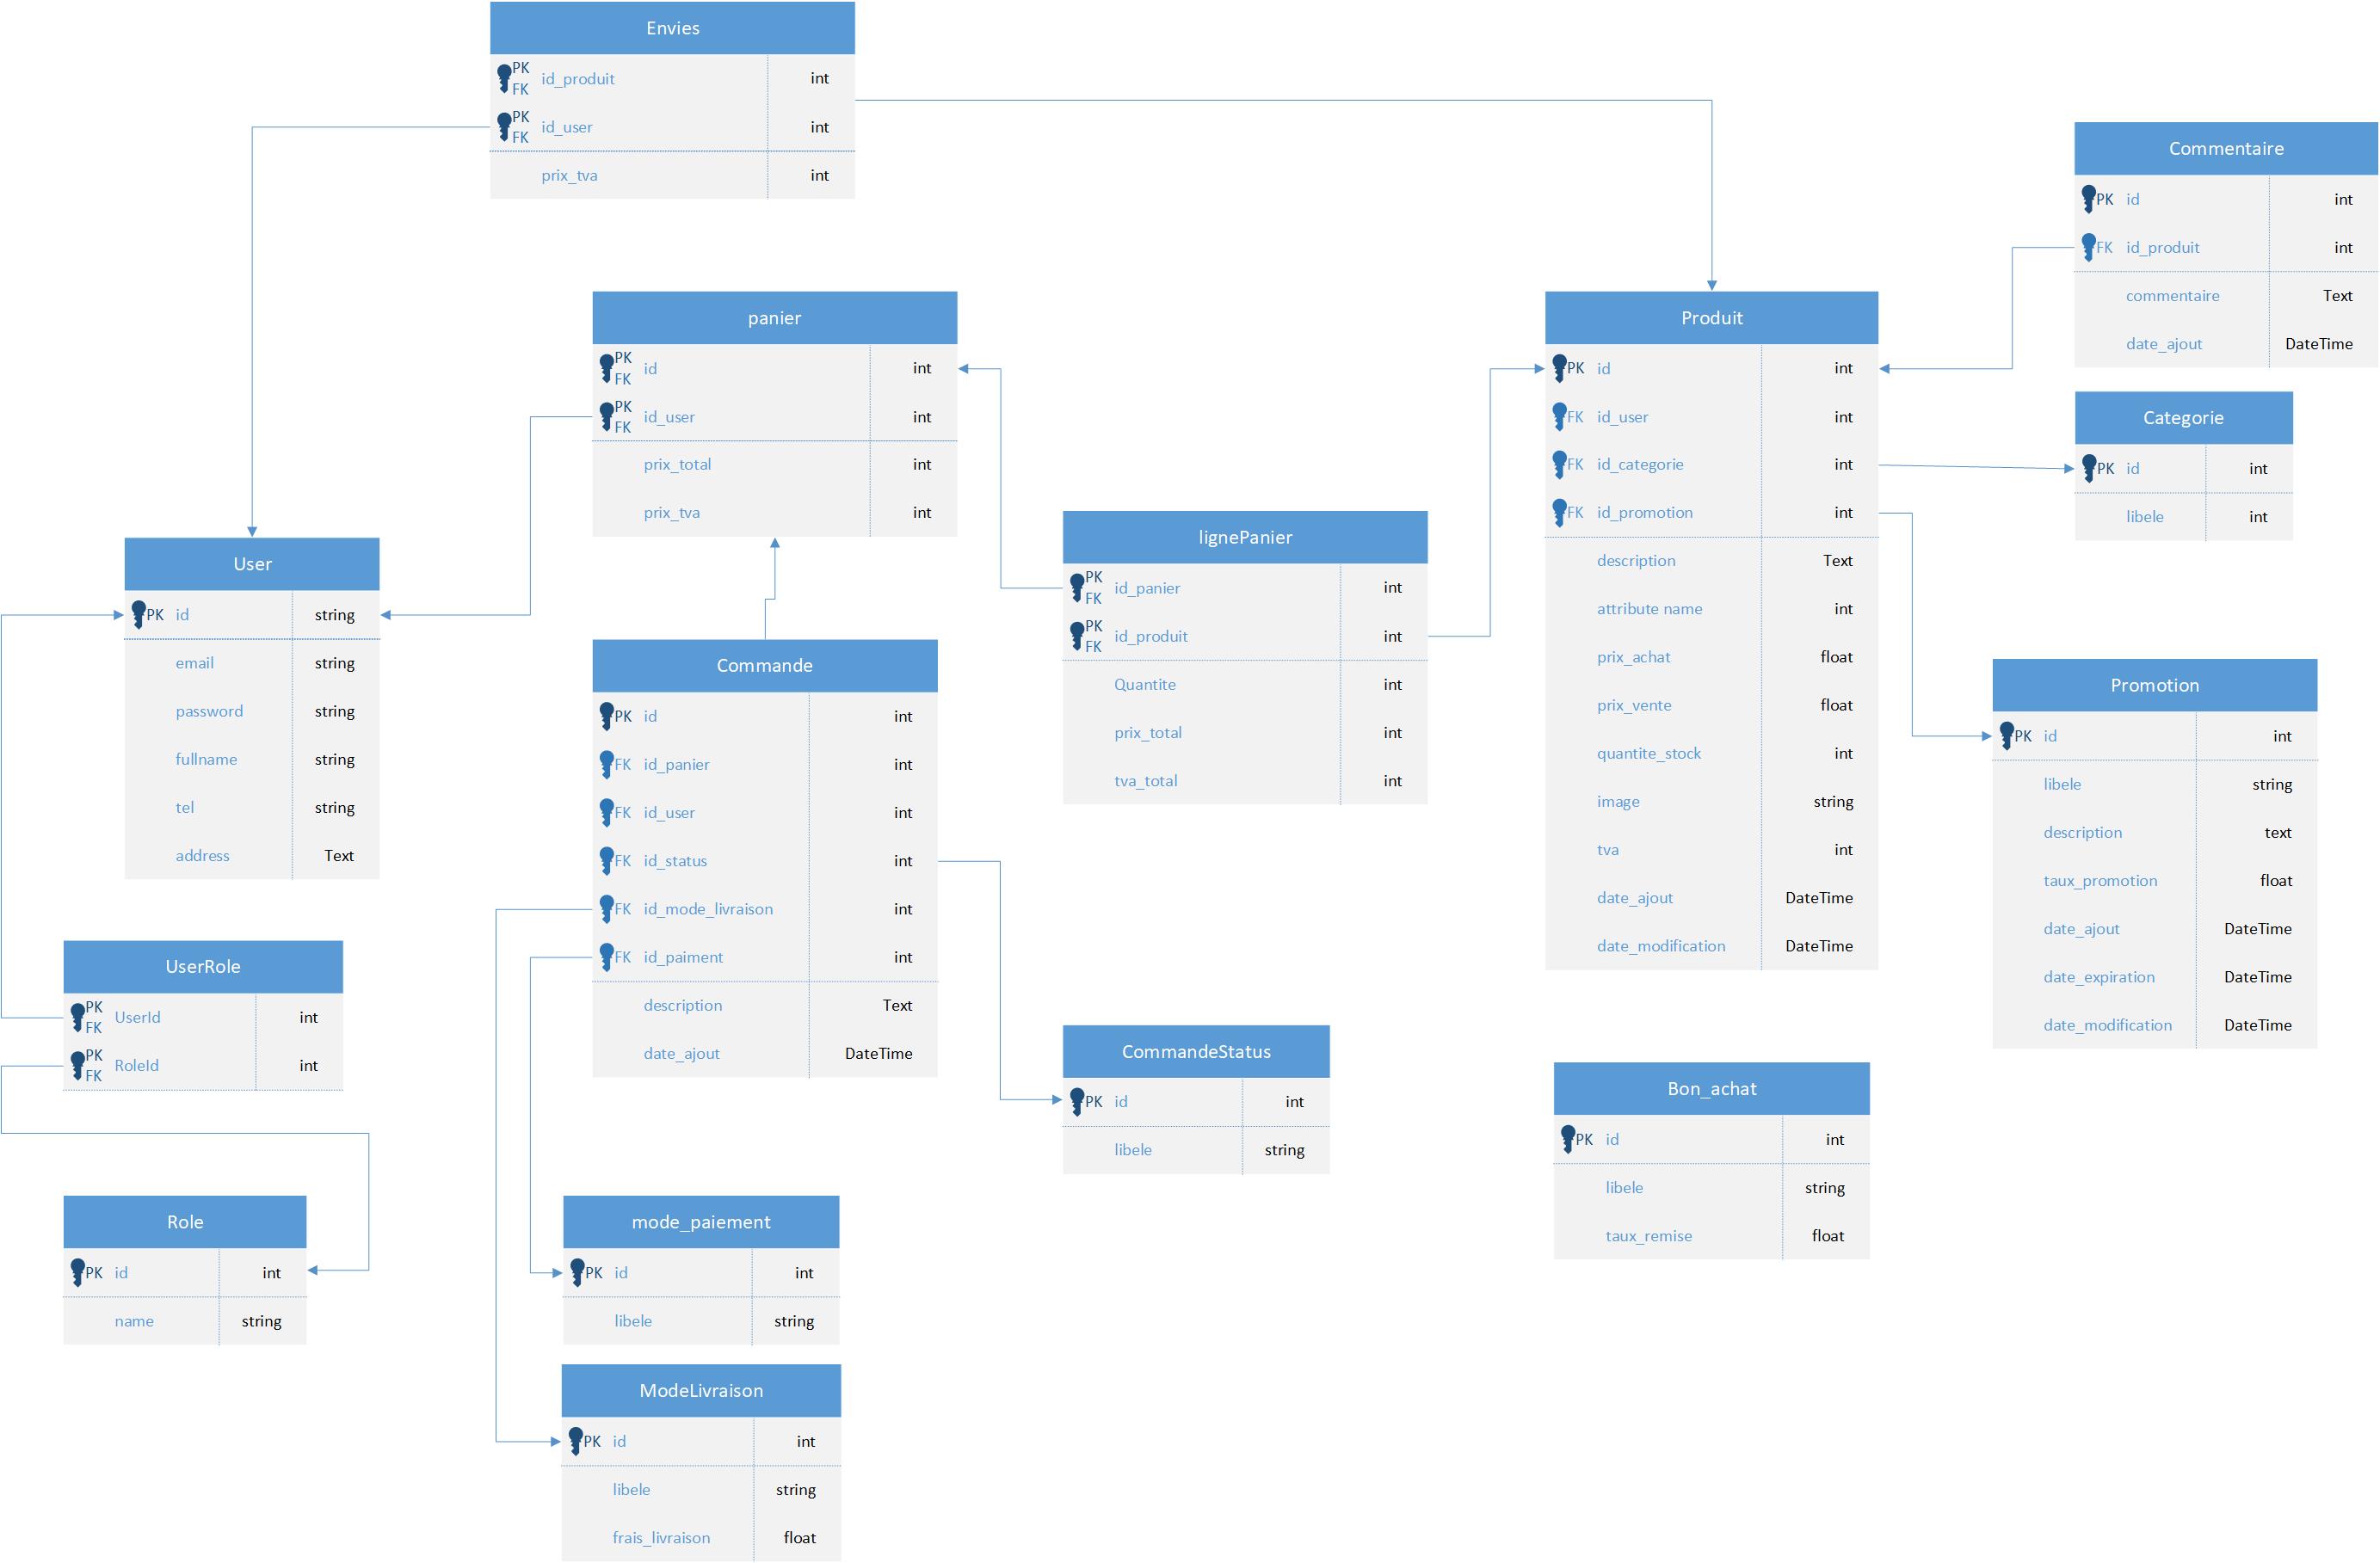 Envies
PK
FK id_produit int
PK
FK id_user int
prix_tva int
Commentaire
PK id int
FK id_produit int
commentaire Text
date_ajout DateTime
panier
PK
FK id int
PK
FK id_user int
prix_total int
prix_tva int
Produit
PK id int
FK id_user int
FK id_categorie int
FK id_promotion int
description Text
attribute name int
prix_achat float
prix_vente float
quantite_stock int
image string
tva int
date_ajout DateTime
date_modification DateTime
Categorie
PK id int
libele int
lignePanier
PK
FK id_panier int
PK
FK id_produit int
Quantite int
prix_total int
tva_total int
User
PK id string
email string
password string
fullname string
tel string
address Text
Commande
PK id int
FK id_panier int
FK id_user int
FK id_status int
FK id_mode_livraison int
FK id_paiment int
description Text
date_ajout DateTime
Promotion
PK id int
libele string
description text
taux_promotion float
date_ajout DateTime
date_expiration DateTime
date_modification DateTime
UserRole
PK
FK UserId int
PK
FK RoleId int
CommandeStatus
PK id int
libele string
Bon_achat
PK id int
libele string
taux_remise float
Role
PK id int
name string
mode_paiement
PK id int
libele string
ModeLivraison
PK id int
libele string
frais_livraison float